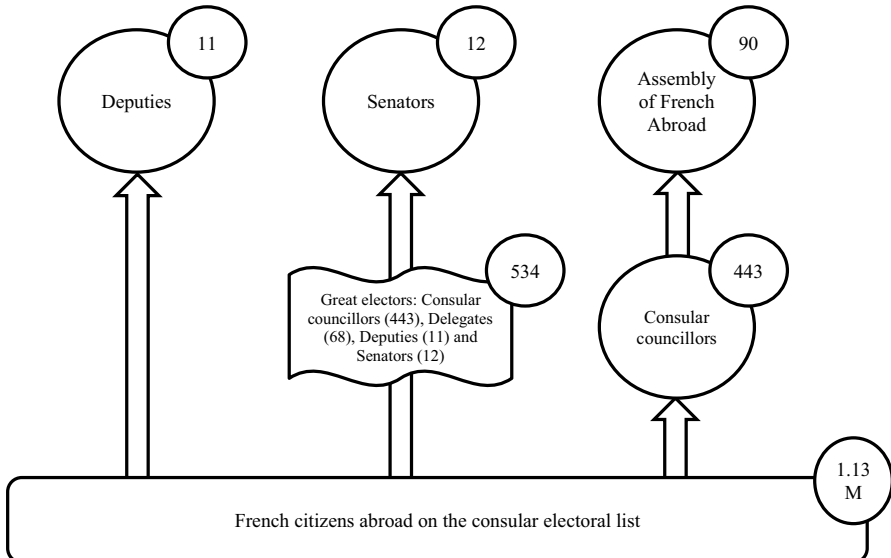 11
Deputies
12
Senators
90
Assembly
of French
Abroad
534
Great electors: Consular
councillors (443), Delegates
(68), Deputies (11) and
Senators (12)
443
Consular
councillors
1.13
M
French citizens abroad on the consular electoral list